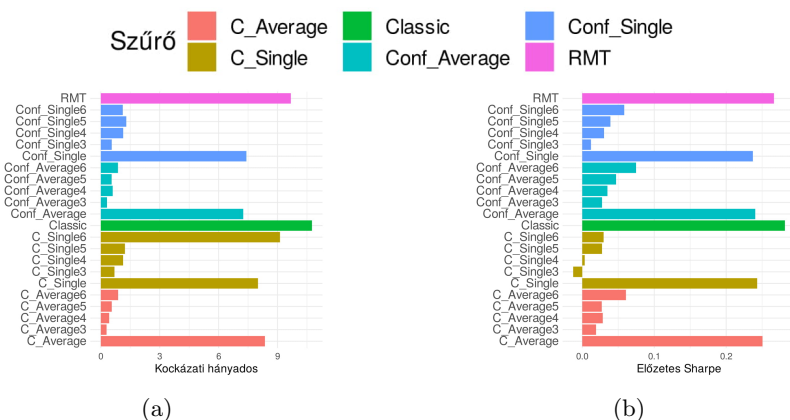 Szűrő
C_Average
Classic
Conf_Single
C_Single
Conf_Average
RMT
RMT
Conf_Single6
Conf_Single5
Conf_Single4
Conf_Single3
Conf_Single
Conf_Average6
Conf_Average5
Conf_Average4
Conf_Average3
Conf_Average
Classic
C_Single6
C_Single5
C_Single4
C_Single3
C_Single
C_Average6
C_Average5
C_Average4
C_Average3
C_Average
0 3 6 9
Kockázati hányados
(a)
RMT
Conf_Single6
Conf_Single5
Conf_Single4
Conf_Single3
Conf_Single
Conf_Average6
Conf_Average5
Conf_Average4
Conf_Average3
Conf_Average
Classic
C_Single6
C_Single5
C_Single4
C_Single3
C_Single
C_Average6
C_Average5
C_Average4
C_Average3
C_Average
0.0 0.1 0.2
Előzetes Sharpe
(b)